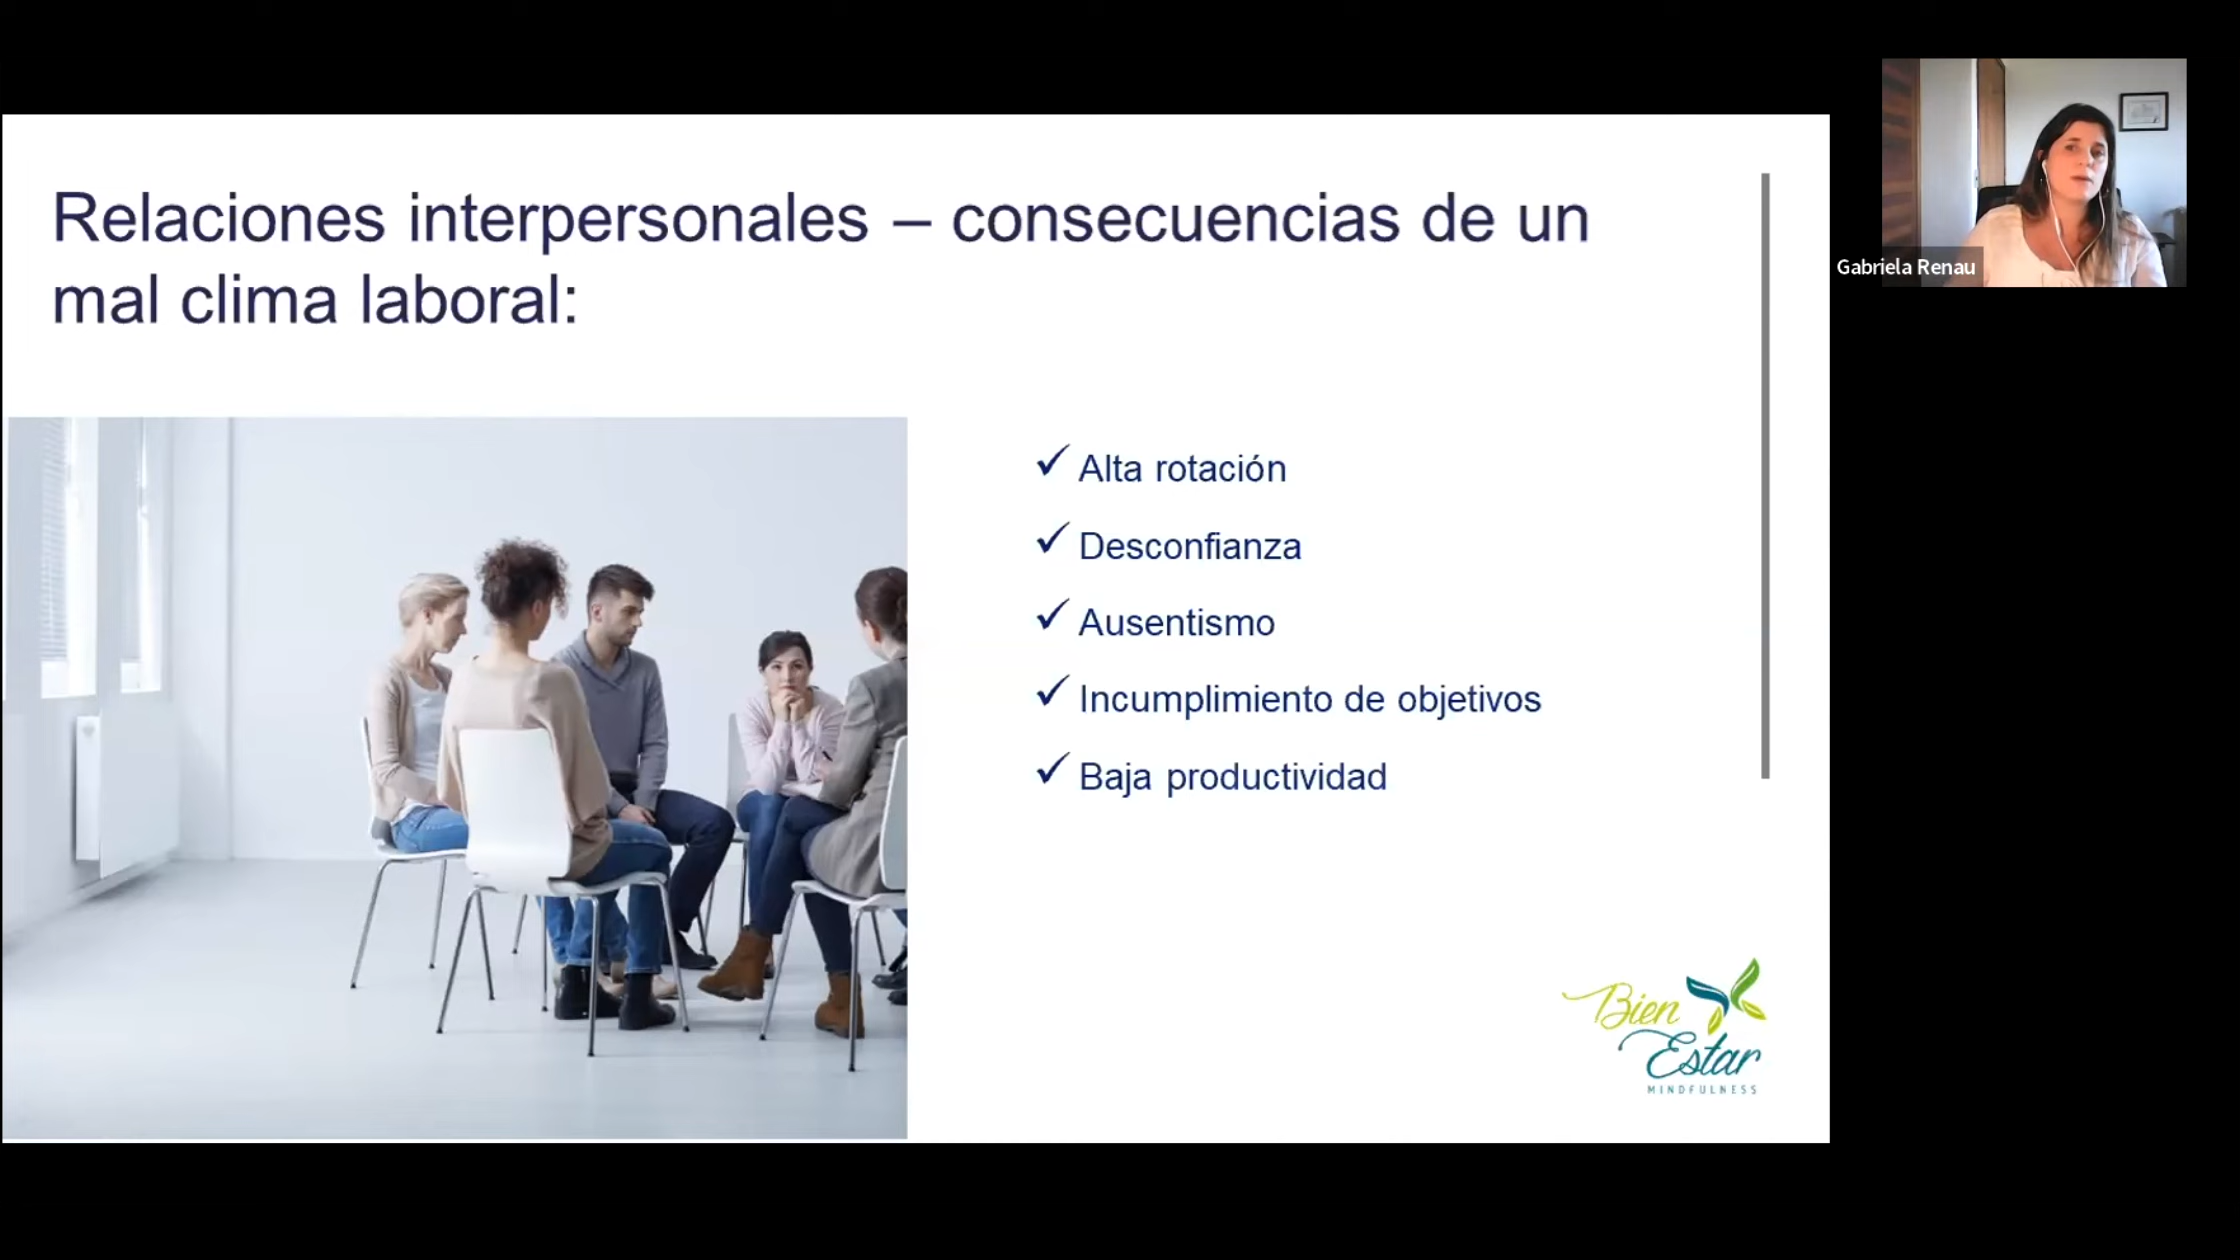 Relaciones interpersonales – consecuencias de un
mal clima laboral:
✓ Alta rotación
✓ Desconfianza
✓ Ausentismo
✓ Incumplimiento de objetivos
✓ Baja productividad
Bien
Estar
MINDFULNESS
Gabriela Renau